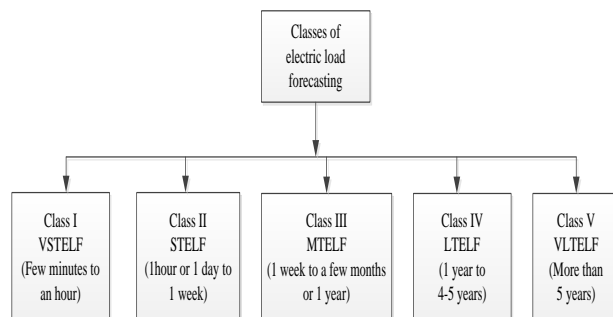 Classes of
electric load
forecasting
Class I
VSTELF
(Few minutes to
an hour)
Class II
STELF
(1hour or 1 day to
1 week)
Class III
MTELF
(1 week to a few months
or 1 year)
Class IV
LTELF
(1 year to
4-5 years)
Class V
VLTELF
(More than
5 years)